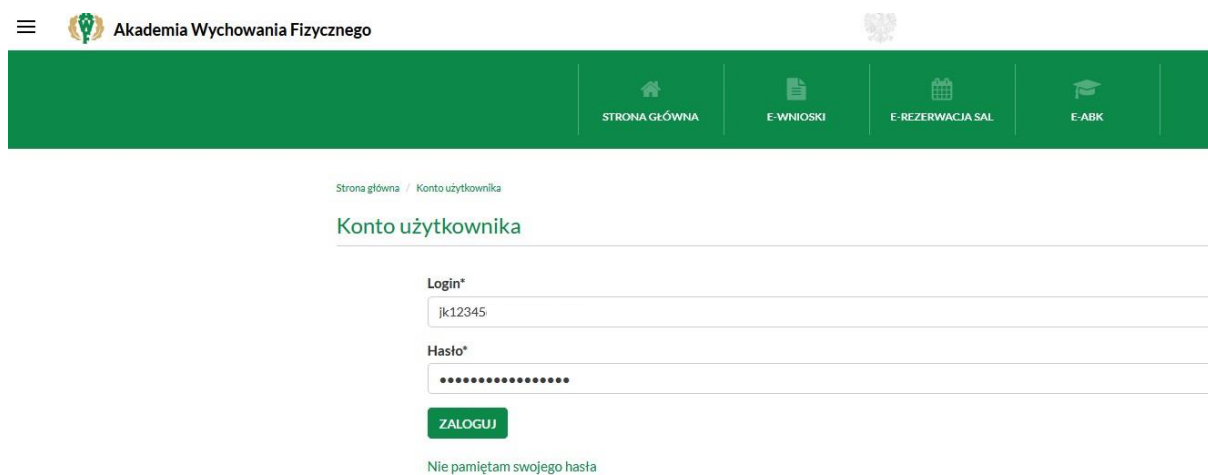 Akademia Wychowania Fizycznego
STRONA GŁÓWNA E-WNIOSKI E-REZERWACJA SAL E-ABK
Strona główna / Konto użytkownika
Konto użytkownika
Login*
jk12345
Hasło*
•••••••••••••••••
ZALOGUJ
Nie pamiętam swojego hasła